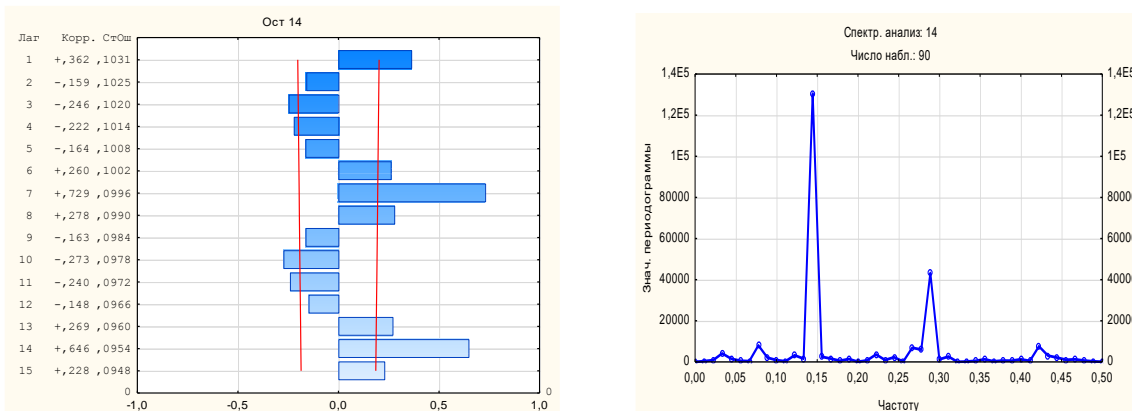 Ост 14
Лаг Корр. СтОш
1 +,362 ,1031
2 -,159 ,1025
3 -,246 ,1020
4 -,222 ,1014
5 -,164 ,1008
6 +,260 ,1002
7 +,729 ,0996
8 +,278 ,0990
9 -,163 ,0984
10 -,273 ,0978
11 -,240 ,0972
12 -,148 ,0966
13 +,269 ,0960
14 +,646 ,0954
15 +,228 ,0948
0 0
-1,0 -0,5 0,0 0,5 1,0
Спектр. анализ: 14
Число набл.: 90
1,4E5 1,4E5
1,2E5 1,2E5
1E5 1E5
80000 80000
60000 60000
40000 40000
20000 20000
0 0
Знач. периодограммы
0,00 0,05 0,10 0,15 0,20 0,25 0,30 0,35 0,40 0,45 0,50
Частоту